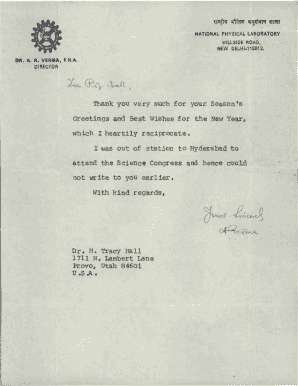 राष्ट्रीय भौतिक अनुसंधान शाला
NATIONAL PHYSICAL LABORATORY
HILLSIDE ROAD,
NEW DELHI-110012.
DR. A. R. VERMA, F.N.A.
DIRECTOR
Dear Prof. Hall,
Thank you very much for your Season's
Greetings and Best Wishes for the New Year,
which I heartily reciprocate.
I was out of station to Hyderabad to
attend the Science Congress and hence could
not write to you earlier.
With kind regards,
Yours Sincerely
A R Verma
Dr. H. Tracy Hall
1711 N. Lambert Lane
Provo, Utah 84601
U.S.A.